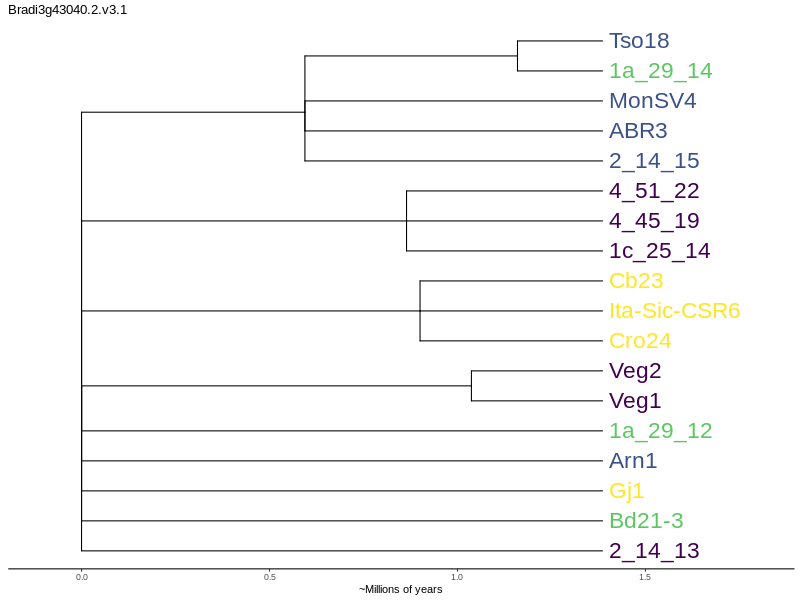 Bradi3g43040.2.v3.1
Tso18
1a_29_14
MonSV4
ABR3
2_14_15
4_51_22
4_45_19
1c_25_14
Cb23
Ita-Sic-CSR6
Cro24
Veg2
Veg1
1a_29_12
Arn1
Gj1
Bd21-3
2_14_13
0.0 0.5 1.0 1.5
~Millions of years